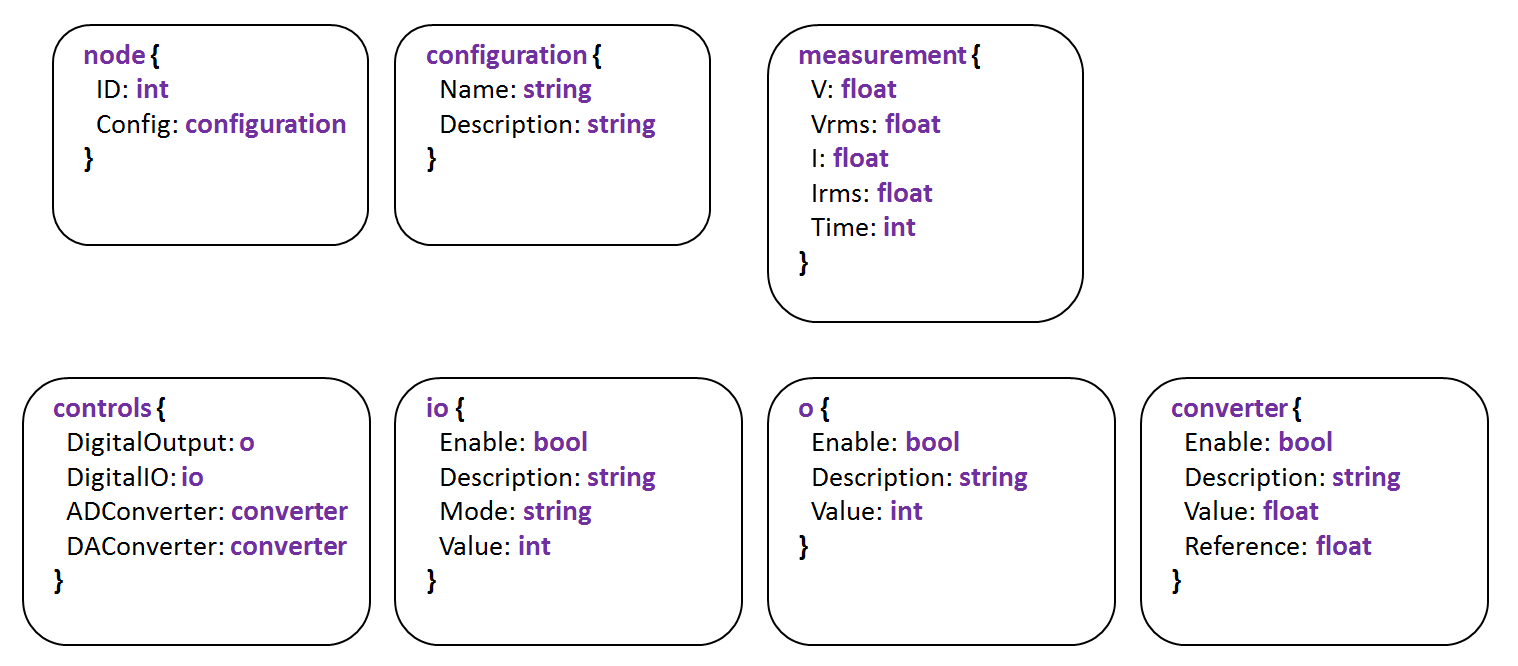 node {
ID: int
Config: configuration
}
configuration {
Name: string
Description: string
}
measurement {
V: float
Vrms: float
I: float
Irms: float
Time: int
}
controls {
DigitalOutput: o
DigitalIO: io
ADConverter: converter
DAConverter: converter
}
io {
Enable: bool
Description: string
Mode: string
Value: int
}
o {
Enable: bool
Description: string
Value: int
}
converter {
Enable: bool
Description: string
Value: float
Reference: float
}